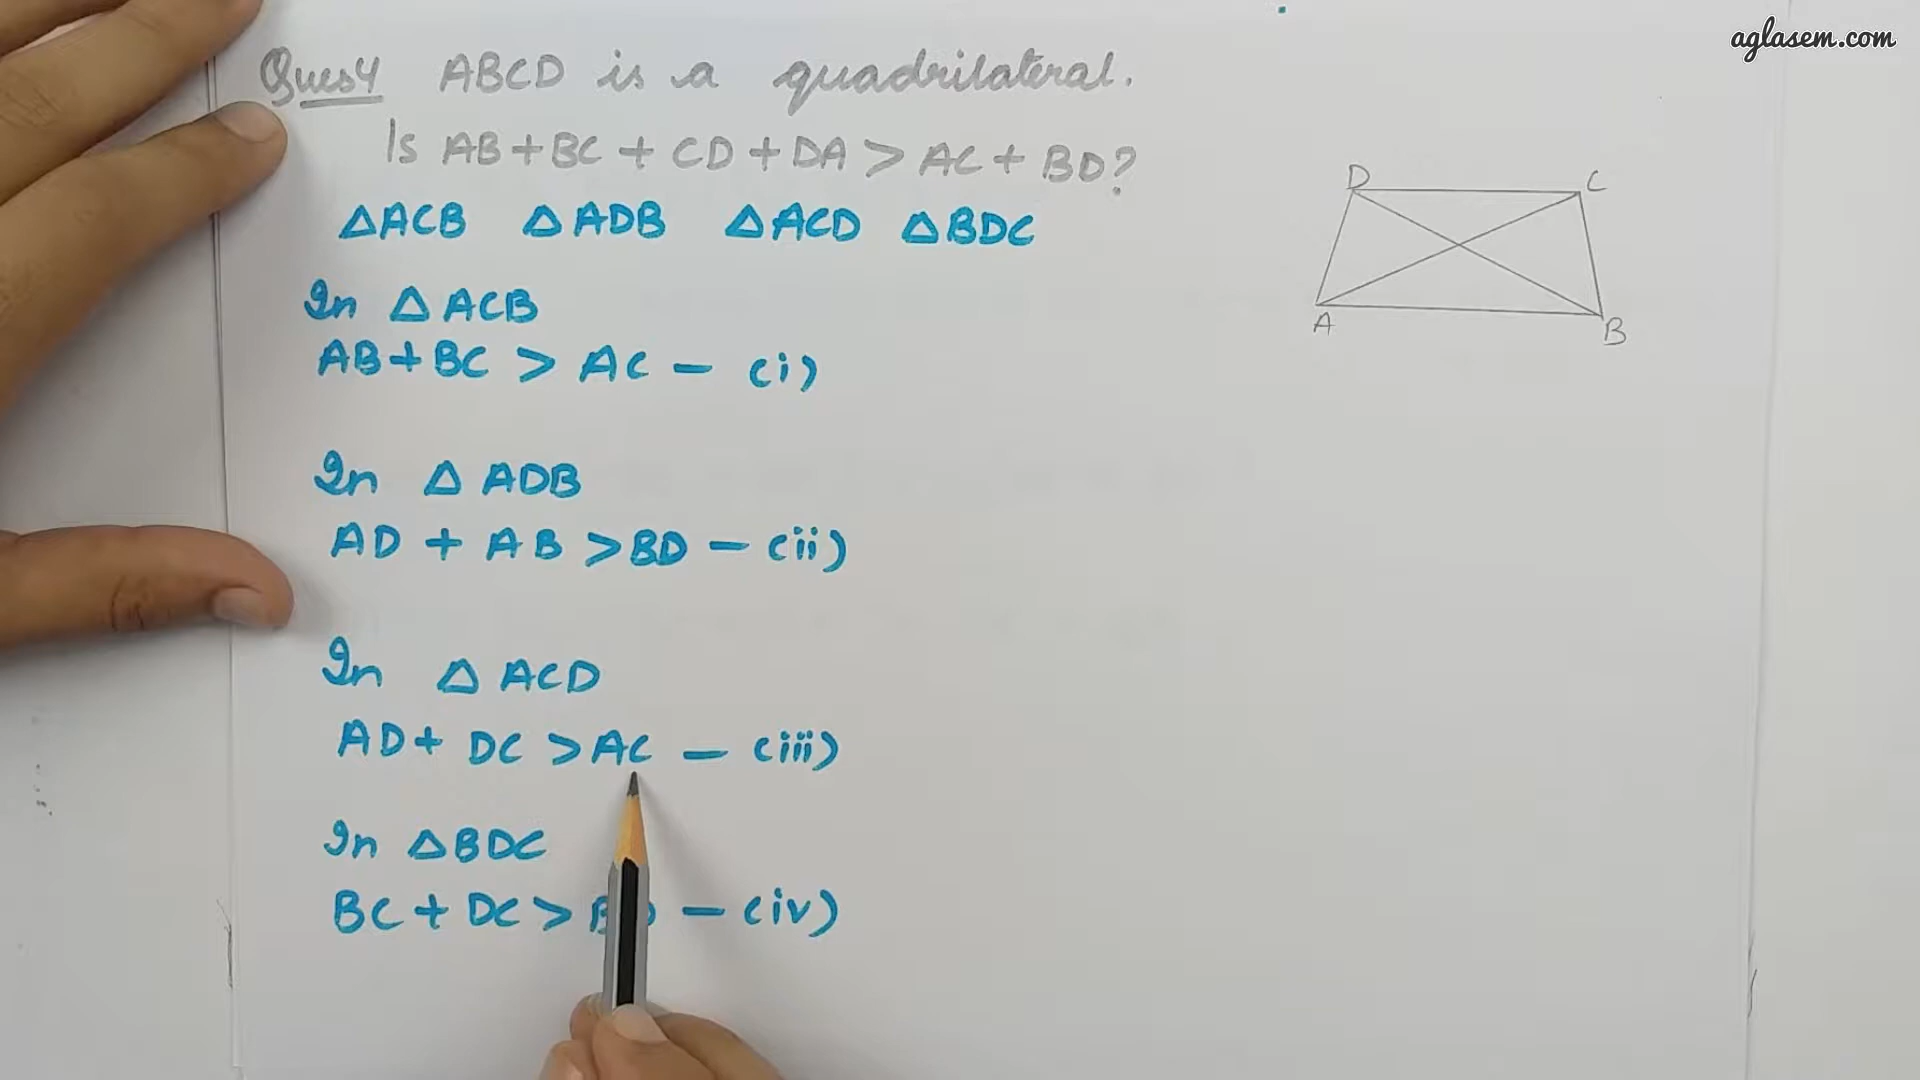 aglasem.com
Ques4 ABCD is a quadrilateral.
Is AB+BC + CD+DA > AC+ BD?
△ACB △ADB △ACD △BDC
In △ ACB
AB+BC > AC - (i)
In △ ADB
AD + AB >BD - (ii)
In △ ACD
AD+ DC >AC - (iii)
In △BDC
BC + DC > - (iv)
D C
A B